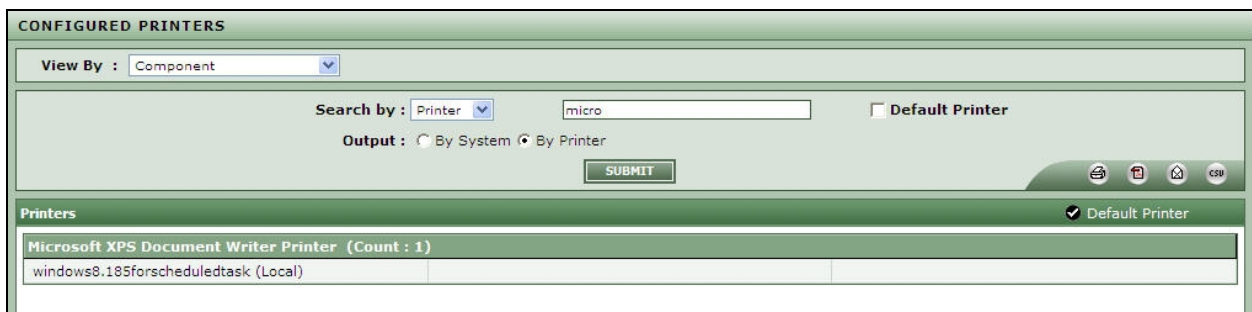 CONFIGURED PRINTERS
View By : Component
Search by : Printer micro Default Printer
Output : By System By Printer
SUBMIT
CSV
Printers Default Printer
Microsoft XPS Document Writer Printer (Count : 1)
windows8.185forscheduledtask (Local)